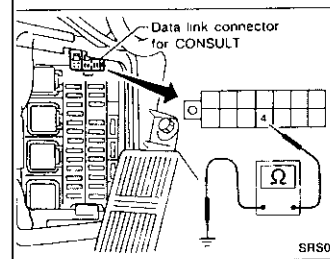 Data link connector
for CONSULT
4
Ω
SRS0